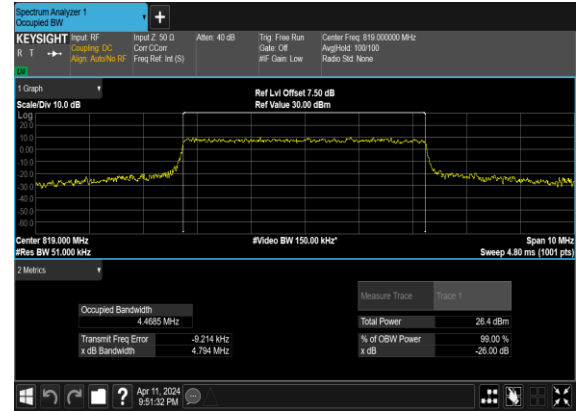 Spectrum Analyzer 1
Occupied BW
+
KEYSIGHT Input: RF Input Z: 50 Ω Atten: 40 dB Trig: Free Run Center Freq: 819.000000 MHz
R T Coupling: DC Corr CCorr Gate: Off Avg|Hold: 100/100
Align: Auto/No RF Freq Ref: Int (S) #IF Gain: Low Radio Std: None
LU
1 Graph
Ref Lvl Offset 7.50 dB
Scale/Div 10.0 dB Ref Value 30.00 dBm
Log
20.0
10.0
0.00
-10.0
-20.0
-30.0
-40.0
-50.0
-60.0
Center 819.000 MHz #Video BW 150.00 kHz* Span 10 MHz
#Res BW 51.000 kHz Sweep 4.80 ms (1001 pts)
2 Metrics
Measure Trace Trace 1
Occupied Bandwidth
4.4685 MHz Total Power 26.4 dBm
Transmit Freq Error -9.214 kHz % of OBW Power 99.00 %
x dB Bandwidth 4.794 MHz x dB -26.00 dB
? Apr 11, 2024
9:51:32 PM